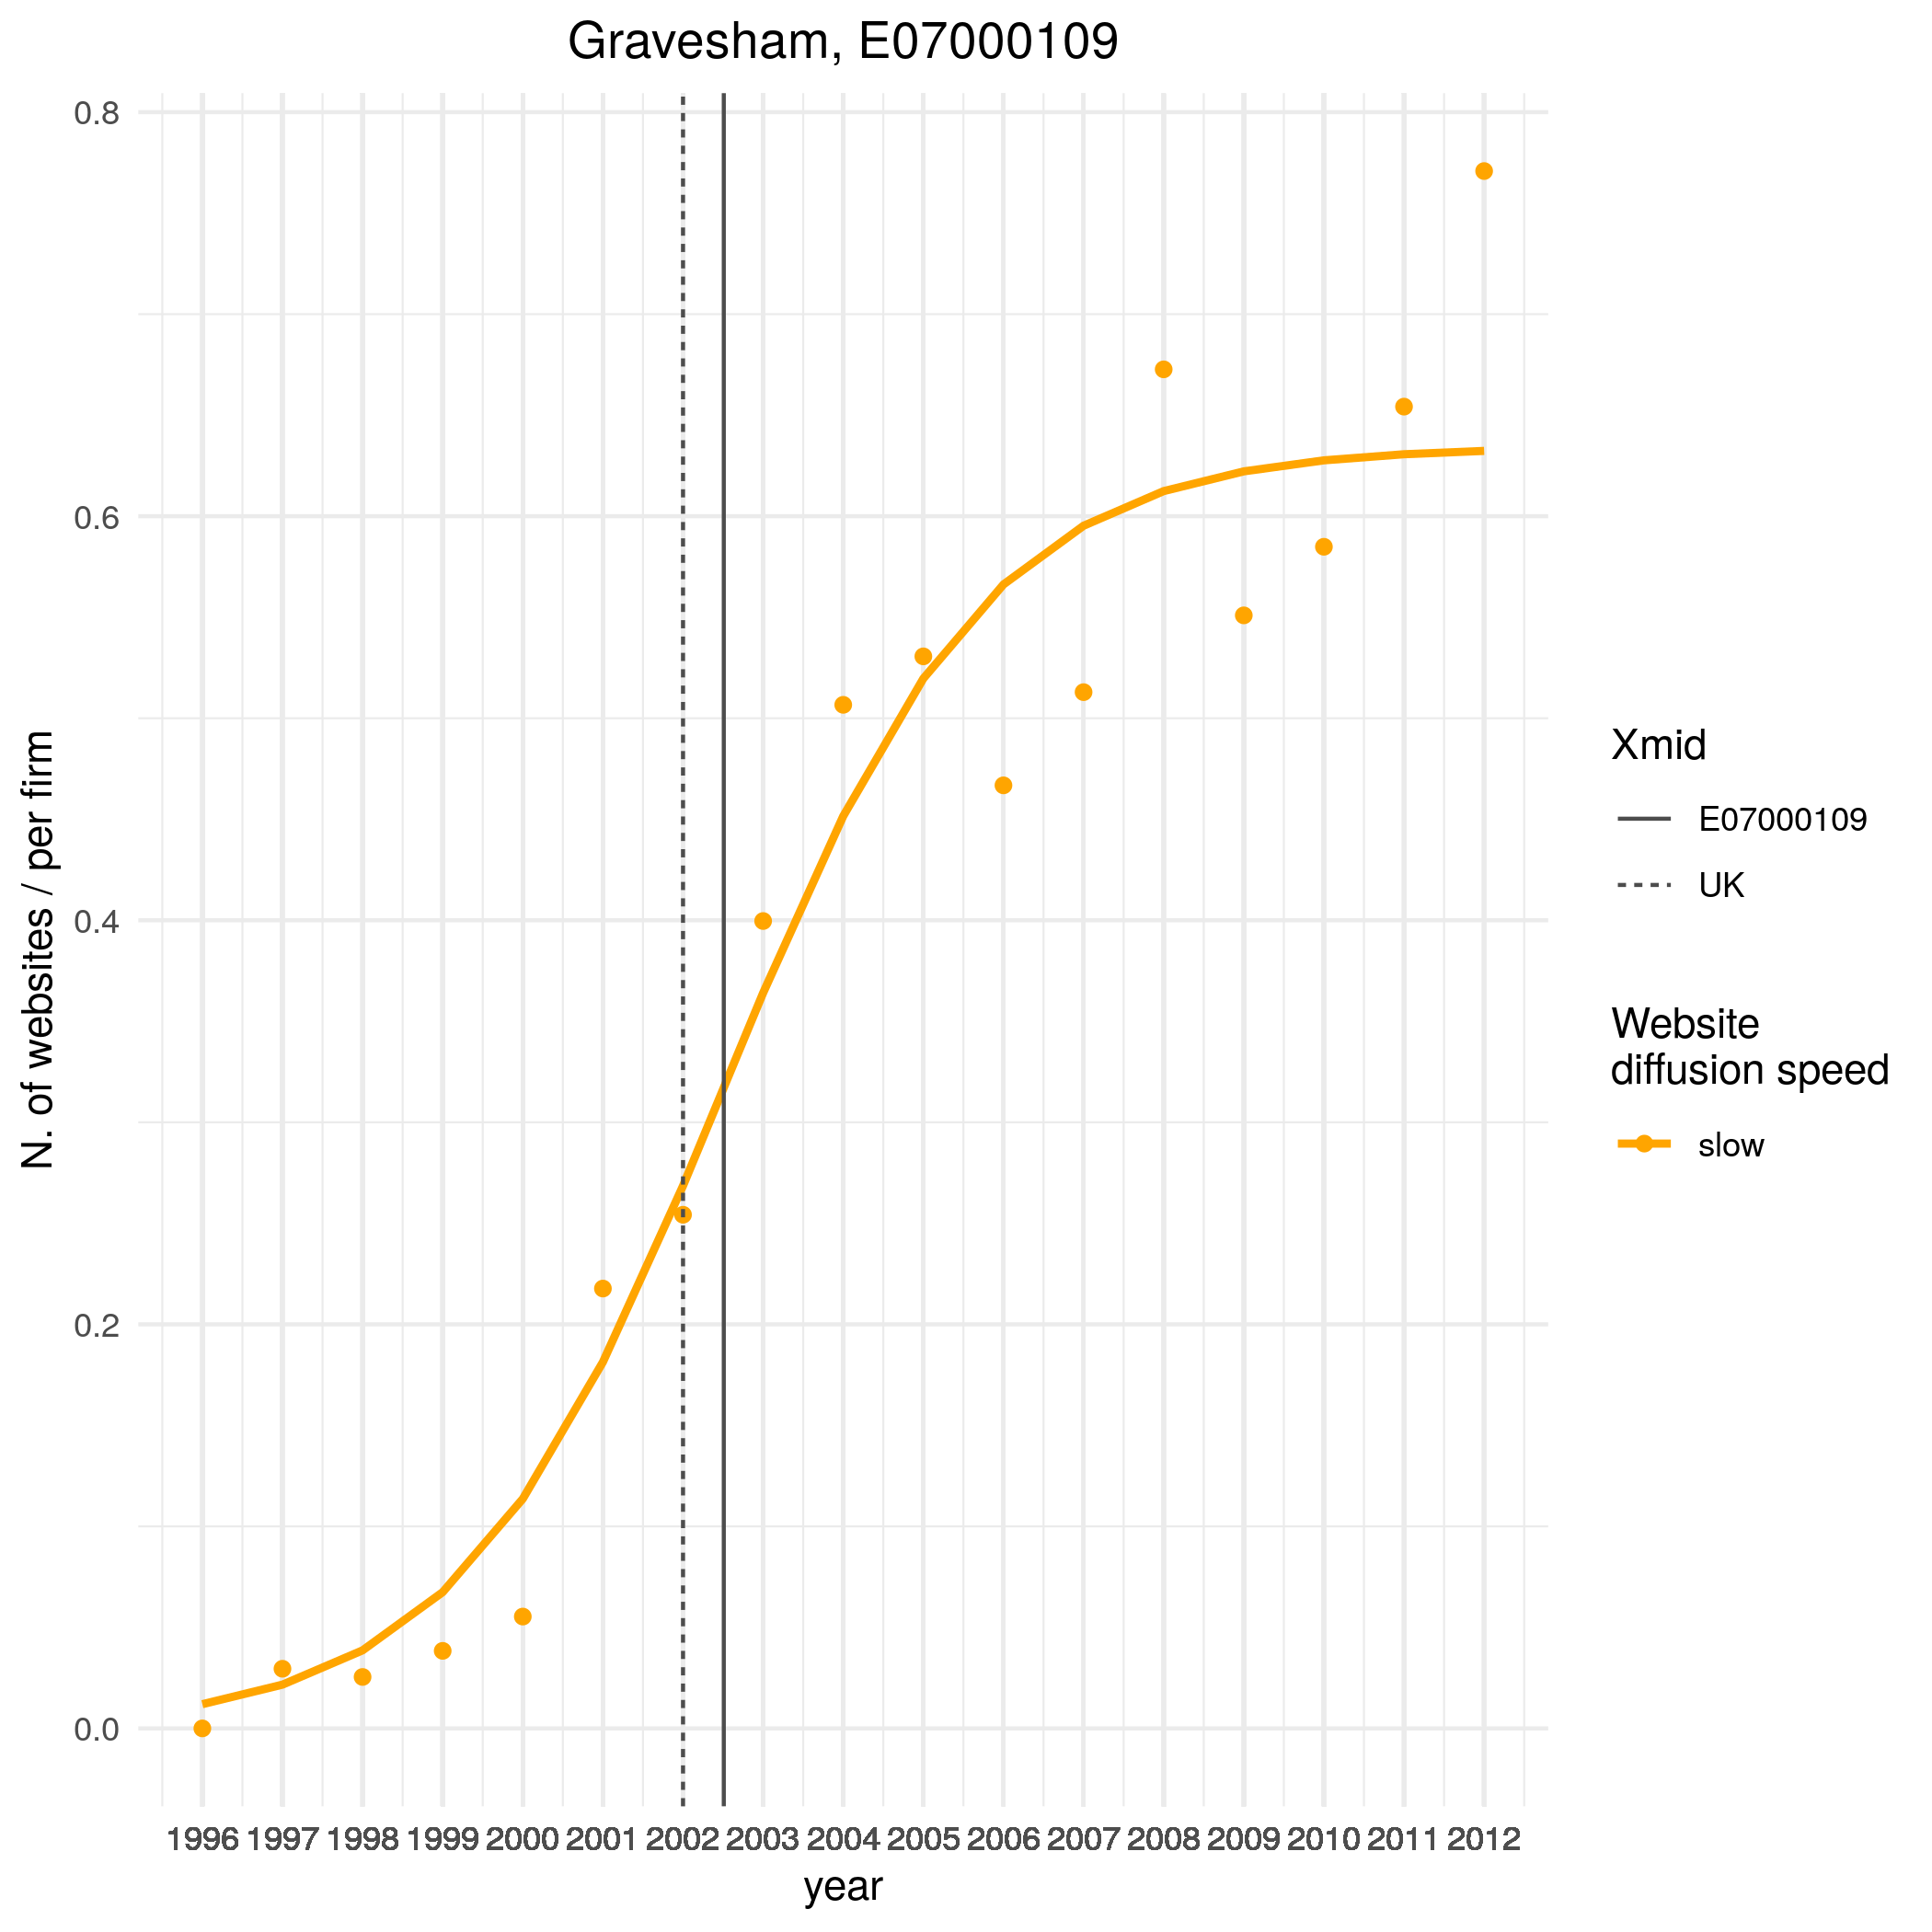 Gravesham, E07000109
0.8
0.6
0.4
0.2
0.0
N. of websites / per firm
1996 1997 1998 1999 2000 2001 2002 2003 2004 2005 2006 2007 2008 2009 2010 2011 2012
year
Xmid
E07000109
UK
Website
diffusion speed
slow